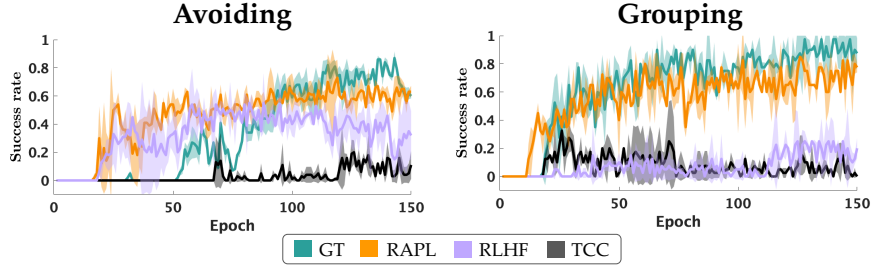 Avoiding
Grouping
Success rate
1
0.8
0.6
0.4
0.2
0
0
50
100
150
Epoch
Success rate
1
0.8
0.6
0.4
0.2
0
0
50
100
150
Epoch
GT RAPL RLHF TCC